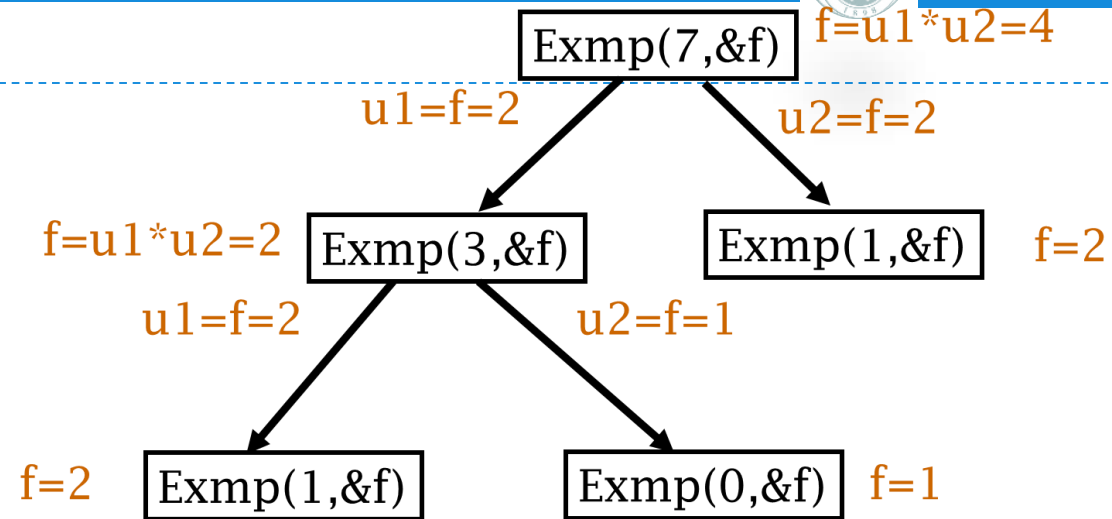 Exmp(7,&f)
f=u1*u2=4
1898
u1=f=2
u2=f=2
f=u1*u2=2
Exmp(3,&f)
Exmp(1,&f)
f=2
u1=f=2
u2=f=1
f=2
Exmp(1,&f)
Exmp(0,&f)
f=1